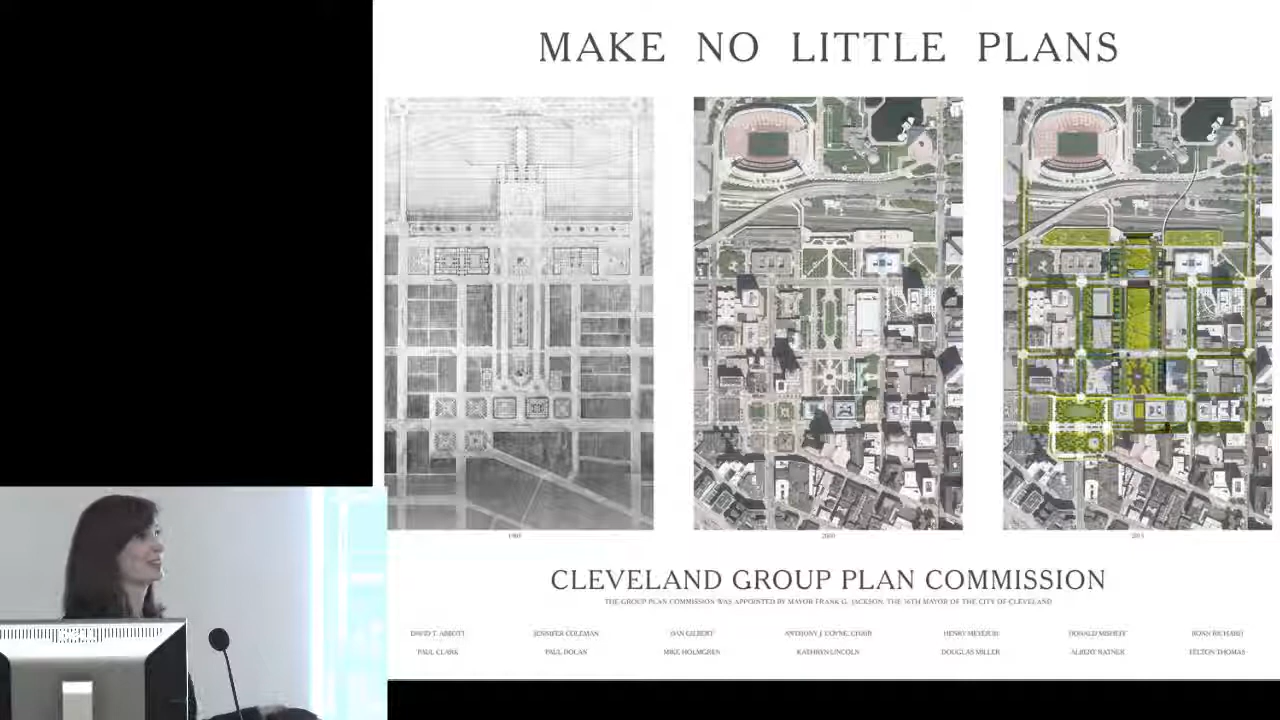 MAKE NO LITTLE PLANS
CLEVELAND GROUP PLAN COMMISSION
THE GROUP PLAN COMMISSION WAS APPOINTED BY MAYOR FRANK G. JACKSON, THE 56TH MAYOR OF THE CITY OF CLEVELAND
DAVID T. ABBOTT JENNIFER COLEMAN DAN GILBERT ANTHONY J. COYNE, CHAIR RONN RICHARD
PAUL CLARK PAUL DOLAN MIKE HOLMGREN KATHRYN LINCOLN DOUGLAS MILLER ALBERT RATNER FELTON THOMAS